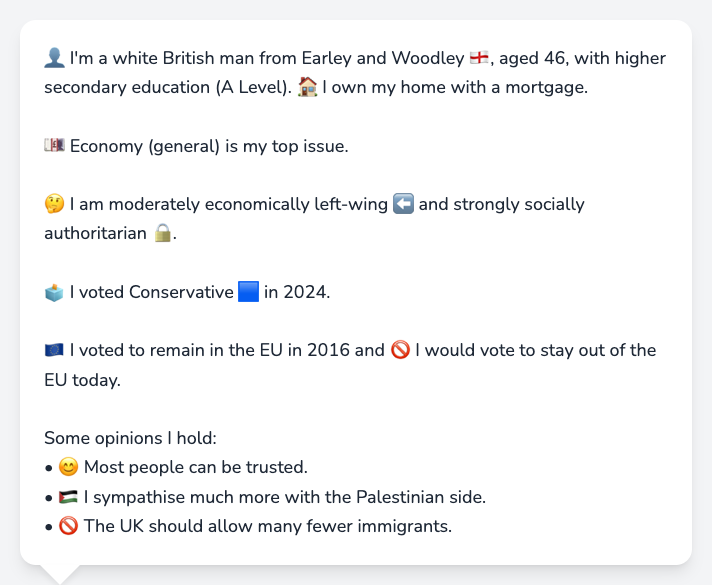 👤 I'm a white British man from Earley and Woodley 🏴󠁧󠁢󠁥󠁮󠁧󠁿, aged 46, with higher
secondary education (A Level). 🏠 I own my home with a mortgage.
💷 Economy (general) is my top issue.
🤔 I am moderately economically left-wing ⬅️ and strongly socially
authoritarian 🔒.
🗳️ I voted Conservative 🟦 in 2024.
🇪🇺 I voted to remain in the EU in 2016 and 🚫 I would vote to stay out of the
EU today.
Some opinions I hold:
• 😊 Most people can be trusted.
• 🇵🇸 I sympathise much more with the Palestinian side.
• 🚫 The UK should allow many fewer immigrants.